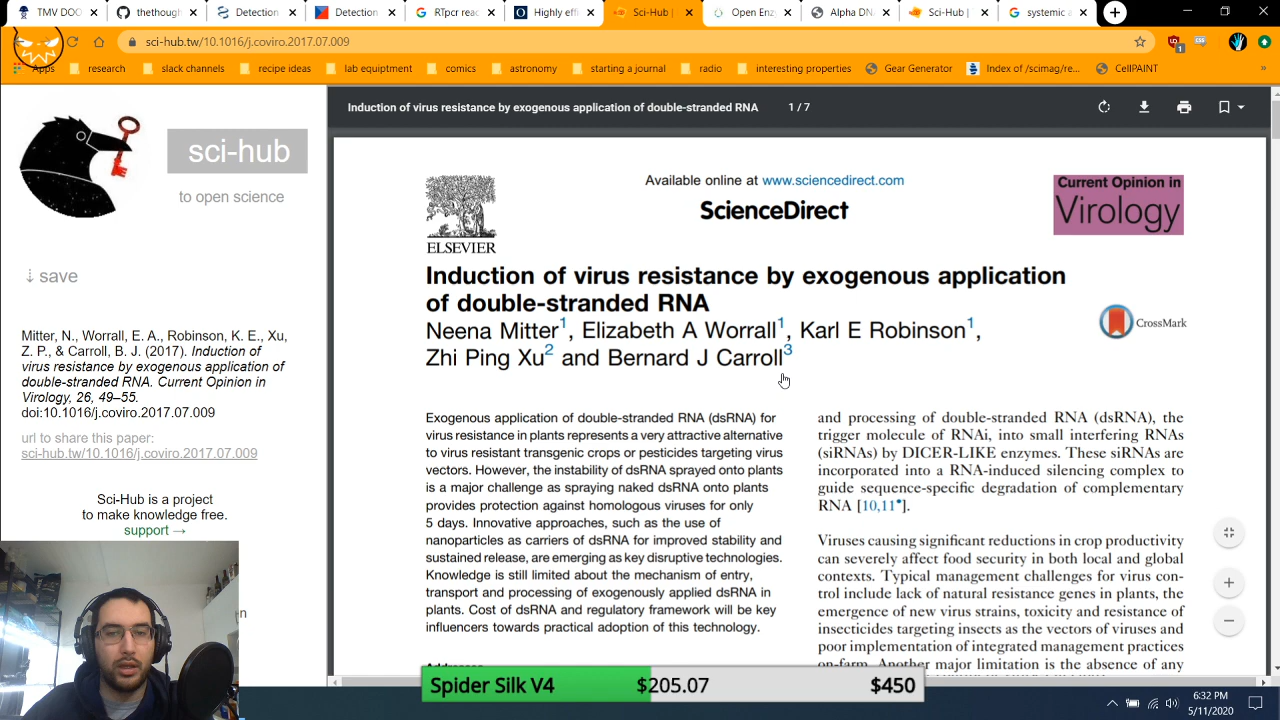 TMV DOO
thethough
Detection
Detection
RTpcr rea
Highly effi
Sci-Hub |
Open Enz
Alpha DN
Sci-Hub |
systemic a
sci-hub.tw/10.1016/j.coviro.2017.07.009
1
Apps
research
slack channels
recipe ideas
lab equiptment
comics
astronomy
starting a journal
radio
interesting properties
Gear Generator
Index of /scimag/re...
CellPAINT
»
sci-hub
to open science
⇣ save
Mitter, N., Worrall, E. A., Robinson, K. E., Xu,
Z. P., & Carroll, B. J. (2017). Induction of
virus resistance by exogenous application of
double-stranded RNA. Current Opinion in
Virology, 26, 49–55.
doi:10.1016/j.coviro.2017.07.009
url to share this paper:
sci-hub.tw/10.1016/j.coviro.2017.07.009
Sci-Hub is a project
to make knowledge free.
support →
n
Induction of virus resistance by exogenous application of double-stranded RNA
1 / 7
Available online at www.sciencedirect.com
ScienceDirect
ELSEVIER
Current Opinion in
Virology
Induction of virus resistance by exogenous application
of double-stranded RNA
Neena Mitter1, Elizabeth A Worrall1, Karl E Robinson1,
Zhi Ping Xu2 and Bernard J Carroll3
CrossMark
Exogenous application of double-stranded RNA (dsRNA) for
virus resistance in plants represents a very attractive alternative
to virus resistant transgenic crops or pesticides targeting virus
vectors. However, the instability of dsRNA sprayed onto plants
is a major challenge as spraying naked dsRNA onto plants
provides protection against homologous viruses for only
5 days. Innovative approaches, such as the use of
nanoparticles as carriers of dsRNA for improved stability and
sustained release, are emerging as key disruptive technologies.
Knowledge is still limited about the mechanism of entry,
transport and processing of exogenously applied dsRNA in
plants. Cost of dsRNA and regulatory framework will be key
influencers towards practical adoption of this technology.
Addresses
and processing of double-stranded RNA (dsRNA), the
trigger molecule of RNAi, into small interfering RNAs
(siRNAs) by DICER-LIKE enzymes. These siRNAs are
incorporated into a RNA-induced silencing complex to
guide sequence-specific degradation of complementary
RNA [10,11•].
Viruses causing significant reductions in crop productivity
can severely affect food security in both local and global
contexts. Typical management challenges for virus con-
trol include lack of natural resistance genes in plants, the
emergence of new virus strains, toxicity and resistance of
insecticides targeting insects as the vectors of viruses and
poor implementation of integrated management practices
on-farm. Another major limitation is the absence of any
Spider Silk V4
$205.07
$450
6:32 PM
5/11/2020